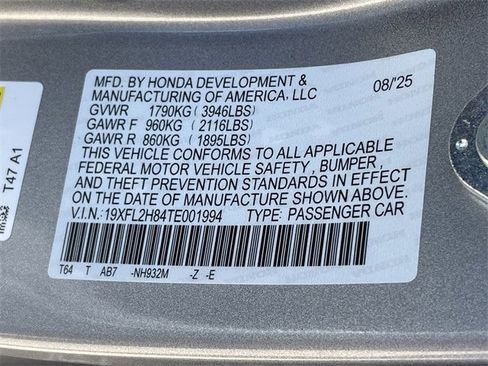 MFD. BY HONDA DEVELOPMENT & 08/'25
MANUFACTURING OF AMERICA, LLC
GVWR 1790KG (3946LBS)
GAWR F 960KG (2116LBS)
GAWR R 860KG (1895LBS)
THIS VEHICLE CONFORMS TO ALL APPLICABLE
FEDERAL MOTOR VEHICLE SAFETY, BUMPER,
AND THEFT PREVENTION STANDARDS IN EFFECT
ON THE DATE OF MANUFACTURE SHOWN ABOVE.
V.I.N.: 19XFL2H84TE001994 TYPE: PASSENGER CAR
T64 T AB7 -NH932M -Z -E
T47 A1